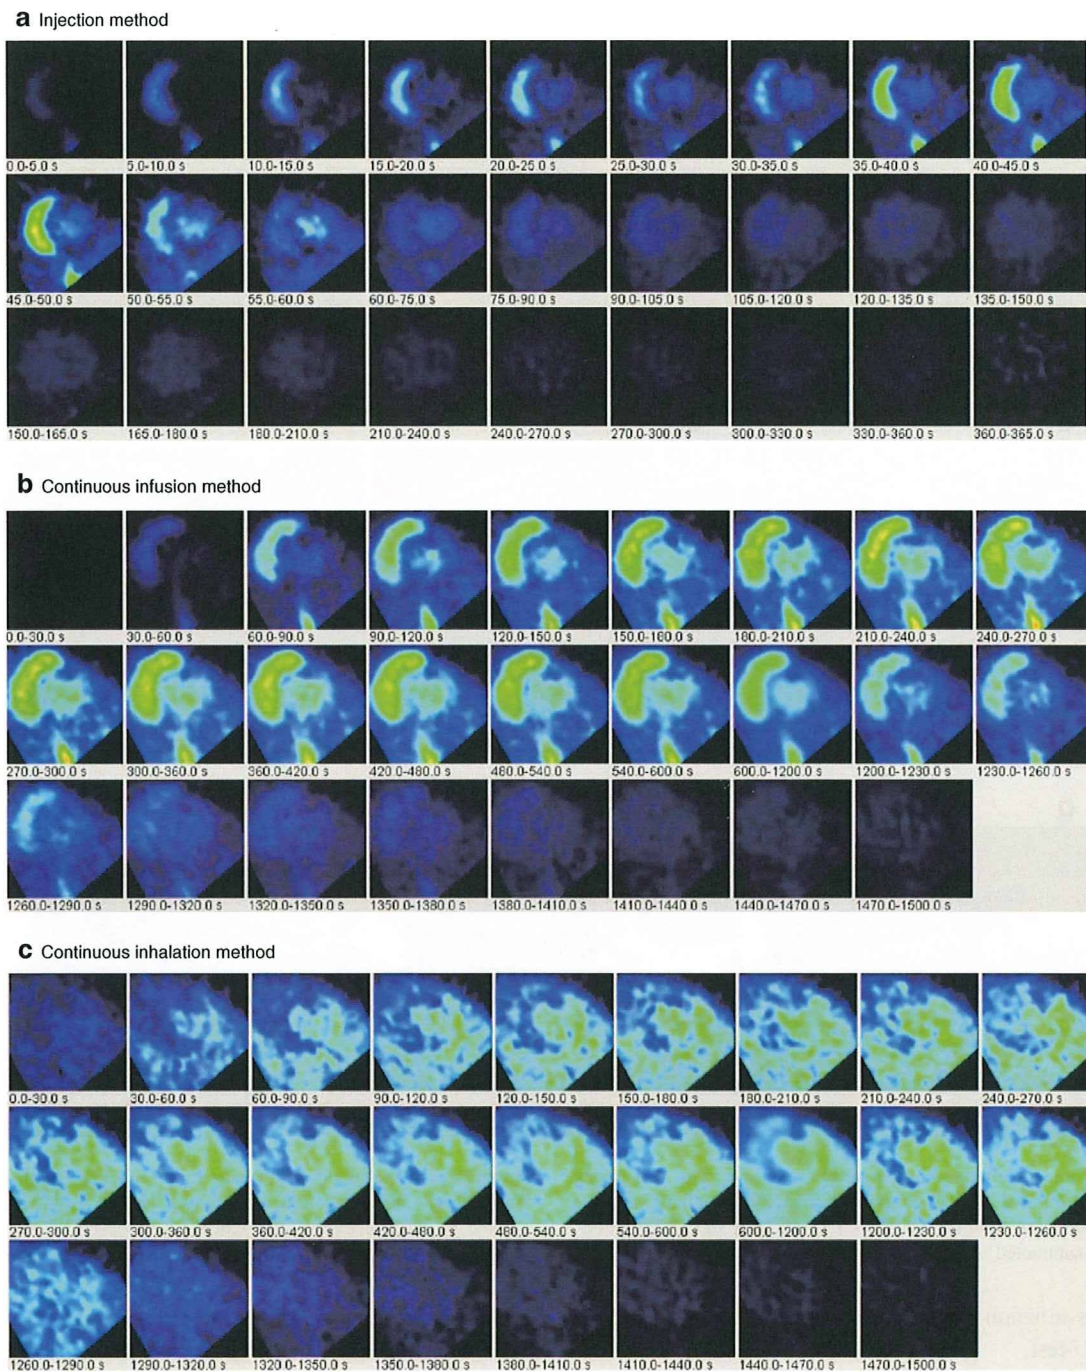 a Injection method
0.0-5.0 s 5.0-10.0 s 10.0-15.0 s 15.0-20.0 s 20.0-25.0 s 25.0-30.0 s 30.0-35.0 s 35.0-40.0 s 40.0-45.0 s
45.0-50.0 s 50.0-55.0 s 55.0-60.0 s 60.0-75.0 s 75.0-90.0 s 90.0-105.0 s 105.0-120.0 s 120.0-135.0 s 135.0-150.0 s
150.0-165.0 s 165.0-180.0 s 180.0-210.0 s 210.0-240.0 s 240.0-270.0 s 270.0-300.0 s 300.0-330.0 s 330.0-360.0 s 360.0-365.0 s
b Continuous infusion method
0.0-30.0 s 30.0-60.0 s 60.0-90.0 s 90.0-120.0 s 120.0-150.0 s 150.0-180.0 s 180.0-210.0 s 210.0-240.0 s 240.0-270.0 s
270.0-300.0 s 300.0-360.0 s 360.0-420.0 s 420.0-480.0 s 480.0-540.0 s 540.0-600.0 s 600.0-1200.0 s 1200.0-1230.0 s 1230.0-1260.0 s
1260.0-1290.0 s 1290.0-1320.0 s 1320.0-1350.0 s 1350.0-1380.0 s 1380.0-1410.0 s 1410.0-1440.0 s 1440.0-1470.0 s 1470.0-1500.0 s
c Continuous inhalation method
0.0-30.0 s 30.0-60.0 s 60.0-90.0 s 90.0-120.0 s 120.0-150.0 s 150.0-180.0 s 180.0-210.0 s 210.0-240.0 s 240.0-270.0 s
270.0-300.0 s 300.0-360.0 s 360.0-420.0 s 420.0-480.0 s 480.0-540.0 s 540.0-600.0 s 600.0-1200.0 s 1200.0-1230.0 s 1230.0-1260.0 s
1260.0-1290.0 s 1290.0-1320.0 s 1320.0-1350.0 s 1350.0-1380.0 s 1380.0-1410.0 s 1410.0-1440.0 s 1440.0-1470.0 s 1470.0-1500.0 s